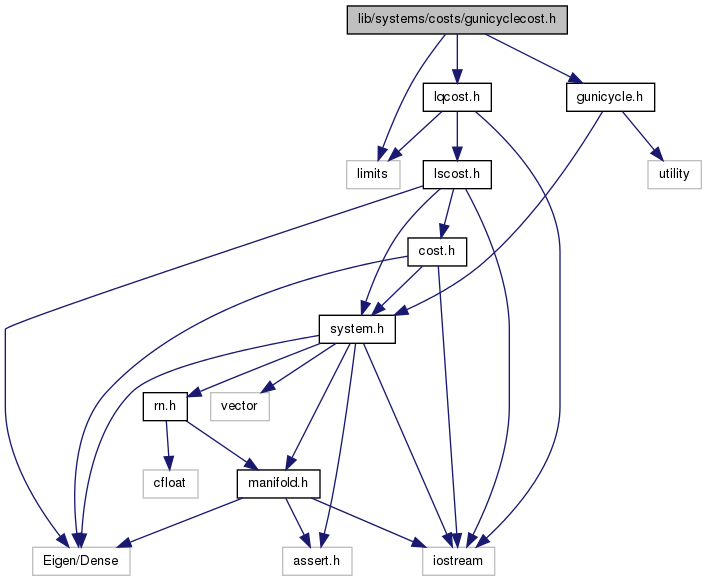 lib/systems/costs/gunicyclecost.h
lqcost.h
gunicycle.h
limits
lscost.h
utility
cost.h
system.h
rn.h
vector
cfloat
manifold.h
Eigen/Dense
assert.h
iostream